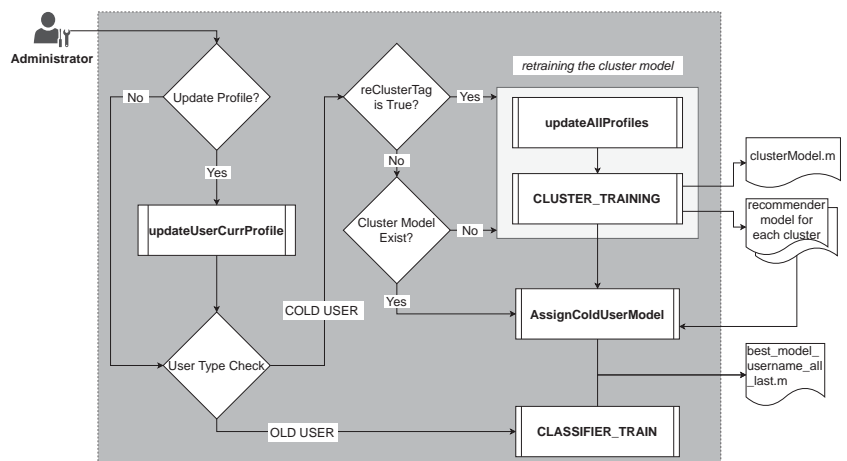 Administrator
No
Update Profile?
Yes
updateUserCurrProfile
User Type Check
COLD USER
OLD USER
reClusterTag
is True?
Yes
No
Cluster Model
Exist?
No
Yes
retraining the cluster model
updateAllProfiles
CLUSTER_TRAINING
AssignColdUserModel
CLASSIFIER_TRAIN
clusterModel.m
recommender
model for
each cluster
best_model_
username_all
_last.m